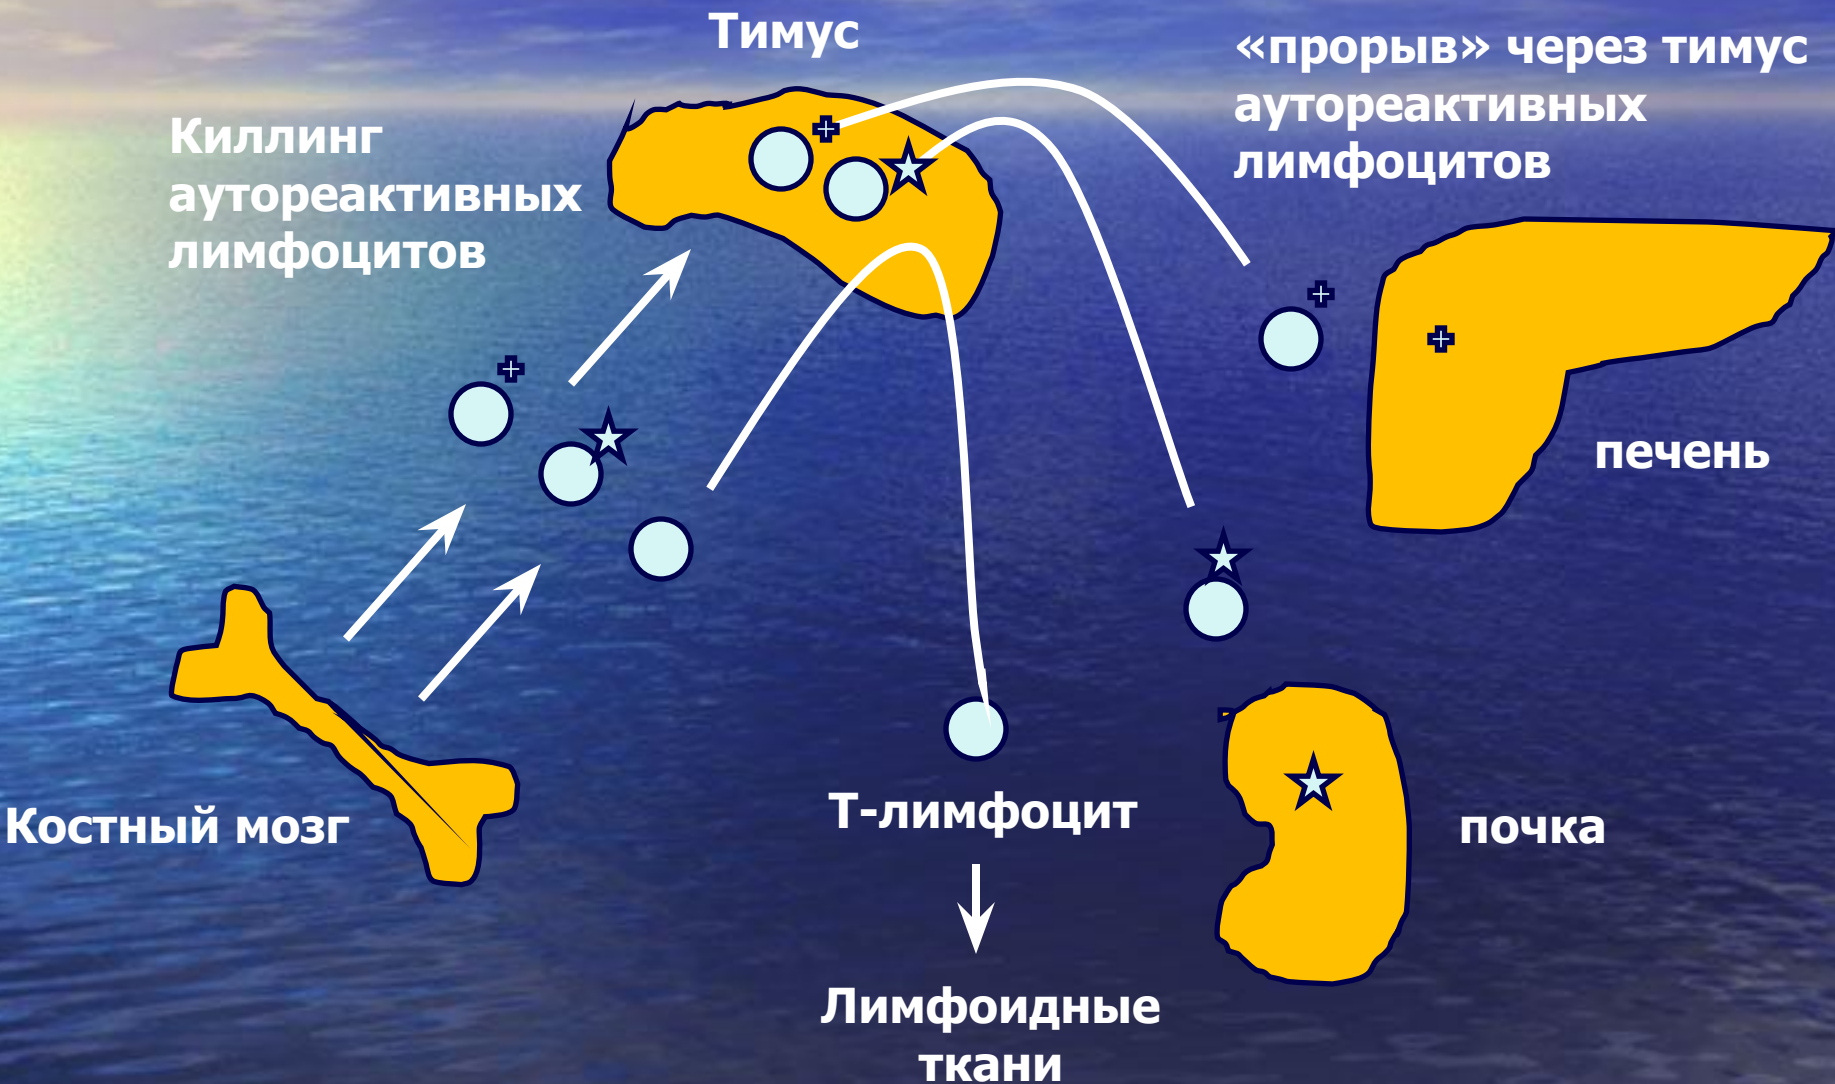 Тимус
«прорыв» через тимус
аутореактивных
лимфоцитов
Киллинг
аутореактивных
лимфоцитов
печень
Костный мозг
Т-лимфоцит
почка
Лимфоидные
ткани